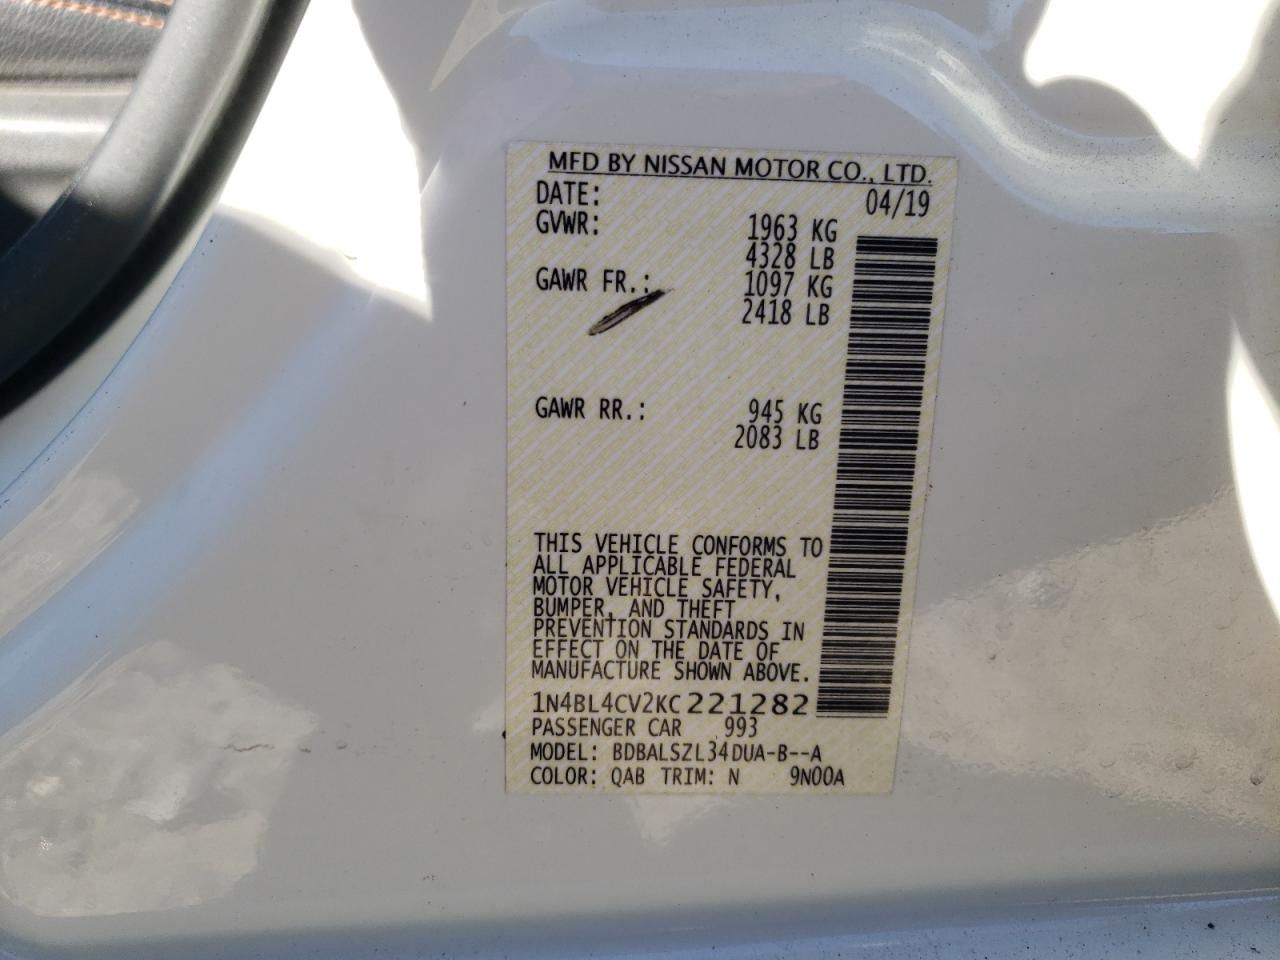 MFD BY NISSAN MOTOR CO., LTD.
DATE: 04/19
GVWR: 1963 KG
4328 LB
GAWR FR.: 1097 KG
2418 LB
GAWR RR.: 945 KG
2083 LB
THIS VEHICLE CONFORMS TO
ALL APPLICABLE FEDERAL
MOTOR VEHICLE SAFETY,
BUMPER, AND THEFT
PREVENTION STANDARDS IN
EFFECT ON THE DATE OF
MANUFACTURE SHOWN ABOVE.
1N4BL4CV2KC221282
PASSENGER CAR 993
MODEL: BDBALSZL34DUA-B--A
COLOR: QAB TRIM: N 9N00A